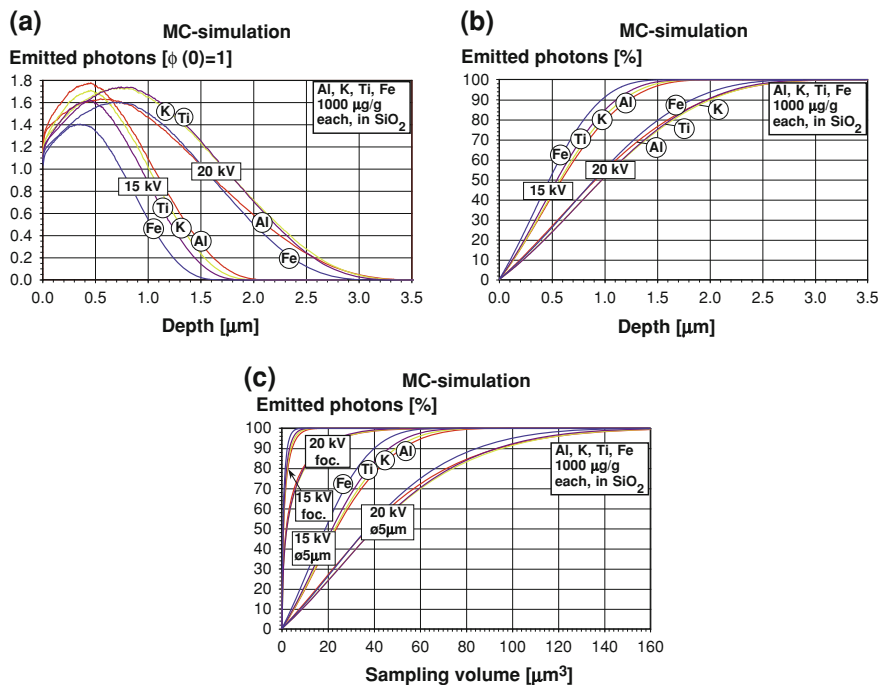 (a)
MC-simulation
Emitted photons [ϕ (0)=1]
1.8
1.6
1.4
1.2
1.0
0.8
0.6
0.4
0.2
0.0
Al, K, Ti, Fe
1000 µg/g
each, in SiO2
K
Ti
20 kV
15 kV
Ti
K
Al
Fe
Al
Fe
0.0 0.5 1.0 1.5 2.0 2.5 3.0 3.5
Depth [µm]
(b)
MC-simulation
Emitted photons [%]
100
90
80
70
60
50
40
30
20
10
0
Al, K, Ti, Fe
1000 µg/g
each, in SiO2
Al
K
Ti
Fe
Fe
K
Ti
Al
20 kV
15 kV
0.0 0.5 1.0 1.5 2.0 2.5 3.0 3.5
Depth [µm]
(c)
MC-simulation
Emitted photons [%]
100
90
80
70
60
50
40
30
20
10
0
20 kV
foc.
15 kV
foc.
Fe
Ti
K
Al
15 kV
ø5µm
20 kV
ø5µm
Al, K, Ti, Fe
1000 µg/g
each, in SiO2
0 20 40 60 80 100 120 140 160
Sampling volume [µm³]